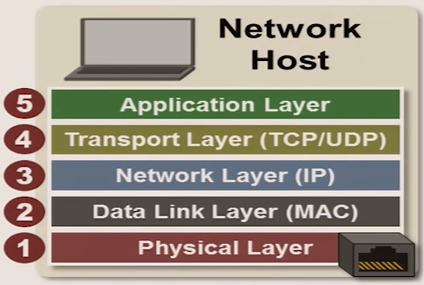 Network
Host
5 Application Layer
4 Transport Layer (TCP/UDP)
3 Network Layer (IP)
2 Data Link Layer (MAC)
1 Physical Layer